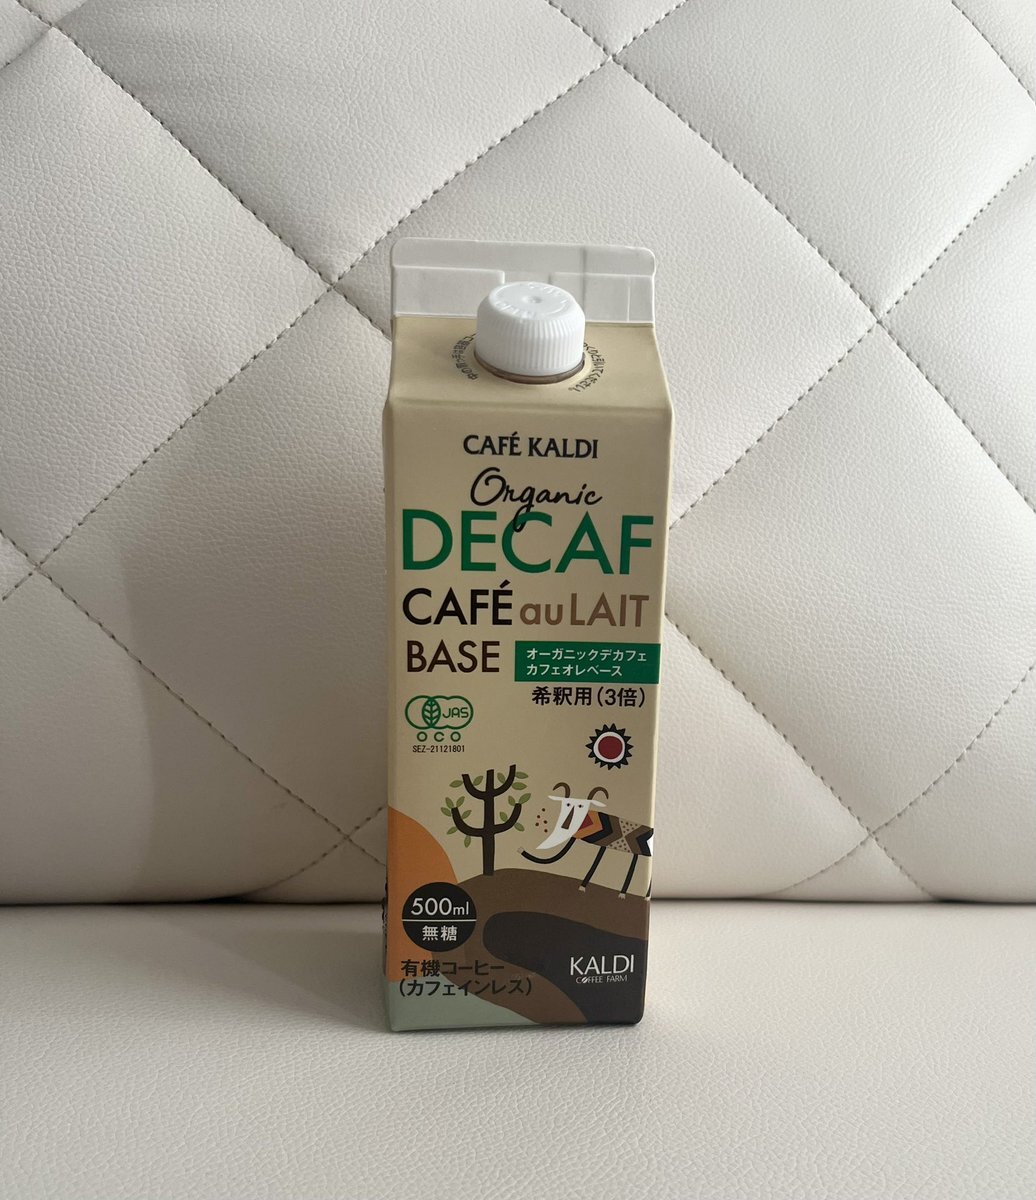 CAFÉ KALDI
Organic
DECAF
CAFÉ au LAIT
BASE
オーガニックデカフェ
カフェオレベース
希釈用(3倍)
JAS
OCO
SEZ-21121801
500ml
無糖
有機コーヒー
(カフェインレス)
KALDI
COFFEE FARM